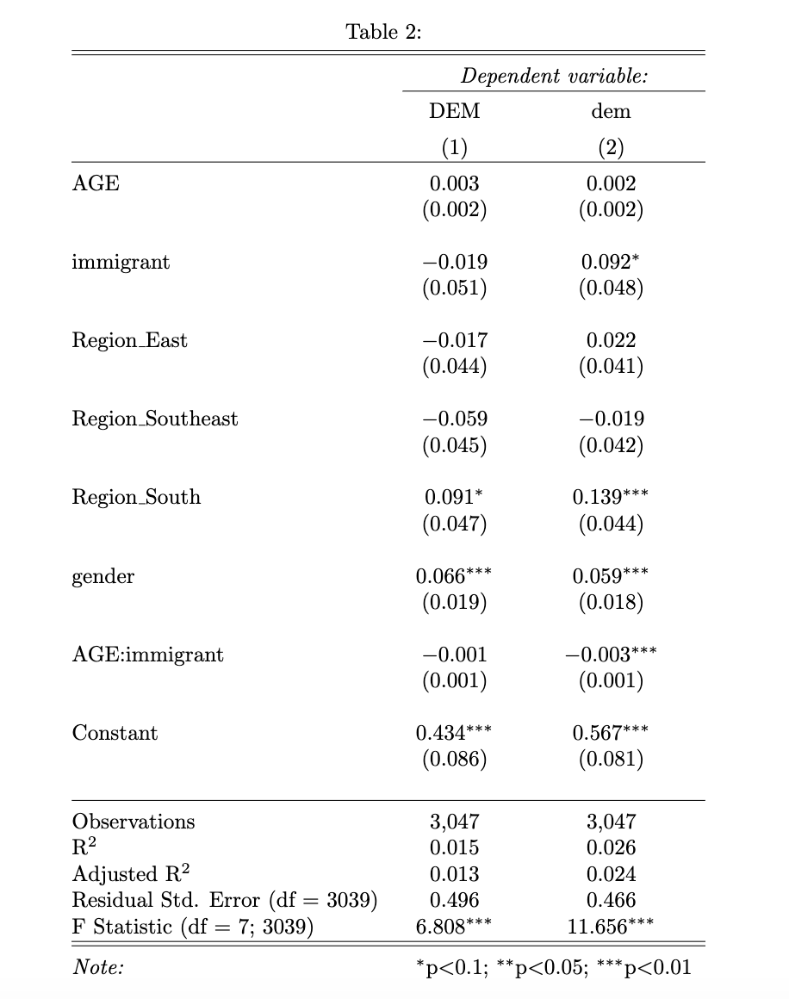 Table 2:
Dependent variable:
DEM dem
(1) (2)
AGE 0.003 0.002
(0.002) (0.002)
immigrant −0.019 0.092*
(0.051) (0.048)
Region_East −0.017 0.022
(0.044) (0.041)
Region_Southeast −0.059 −0.019
(0.045) (0.042)
Region_South 0.091* 0.139***
(0.047) (0.044)
gender 0.066*** 0.059***
(0.019) (0.018)
AGE:immigrant −0.001 −0.003***
(0.001) (0.001)
Constant 0.434*** 0.567***
(0.086) (0.081)
Observations 3,047 3,047
R² 0.015 0.026
Adjusted R² 0.013 0.024
Residual Std. Error (df = 3039) 0.496 0.466
F Statistic (df = 7; 3039) 6.808*** 11.656***
Note: *p<0.1; **p<0.05; ***p<0.01